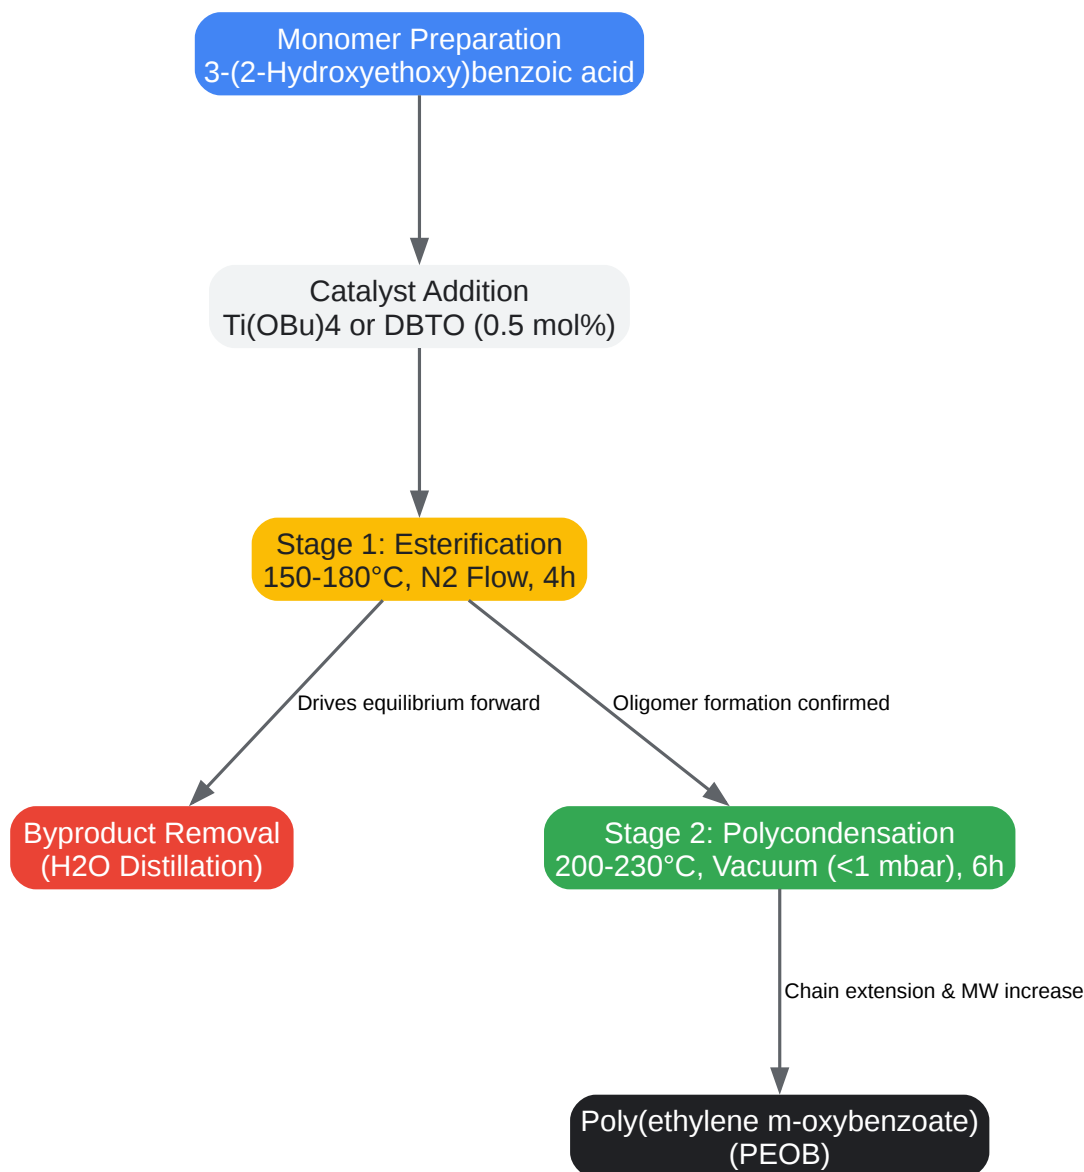 Monomer Preparation
3-(2-Hydroxyethoxy)benzoic acid
Catalyst Addition
Ti(OBu)4 or DBTO (0.5 mol%)
Stage 1: Esterification
150-180°C, N2 Flow, 4h
Drives equilibrium forward
Oligomer formation confirmed
Byproduct Removal
(H2O Distillation)
Stage 2: Polycondensation
200-230°C, Vacuum (<1 mbar), 6h
Chain extension & MW increase
Poly(ethylene m-oxybenzoate)
(PEOB)